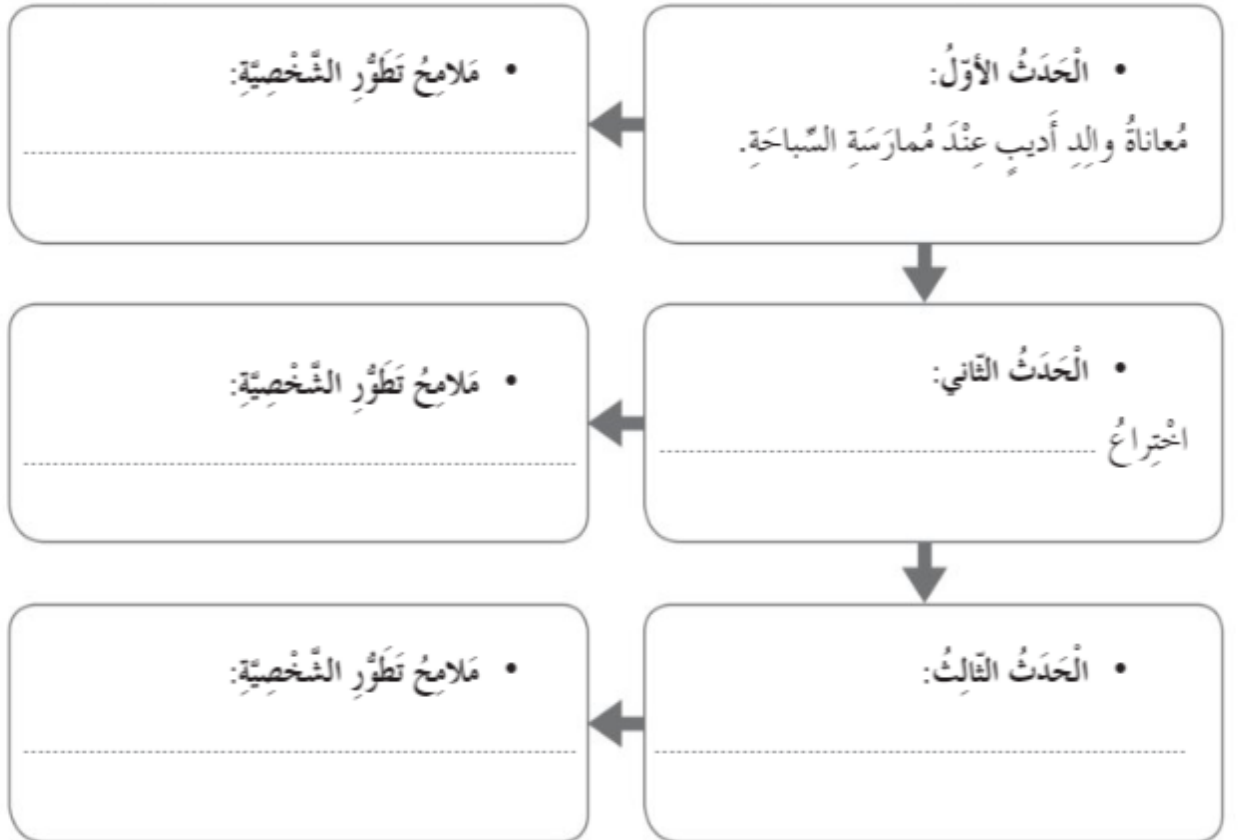 • الْحَدَثُ الأوّلُ:
مُعاناةُ والِدِ أَديبٍ عِنْدَ مُمارَسَةِ السِّباحَةِ.
• مَلامِحُ تَطَوُّرِ الشَّخْصِيَّةِ:
• الْحَدَثُ الثّاني:
اخْتِراعُ
• مَلامِحُ تَطَوُّرِ الشَّخْصِيَّةِ:
• الْحَدَثُ الثّالِثُ:
• مَلامِحُ تَطَوُّرِ الشَّخْصِيَّةِ: